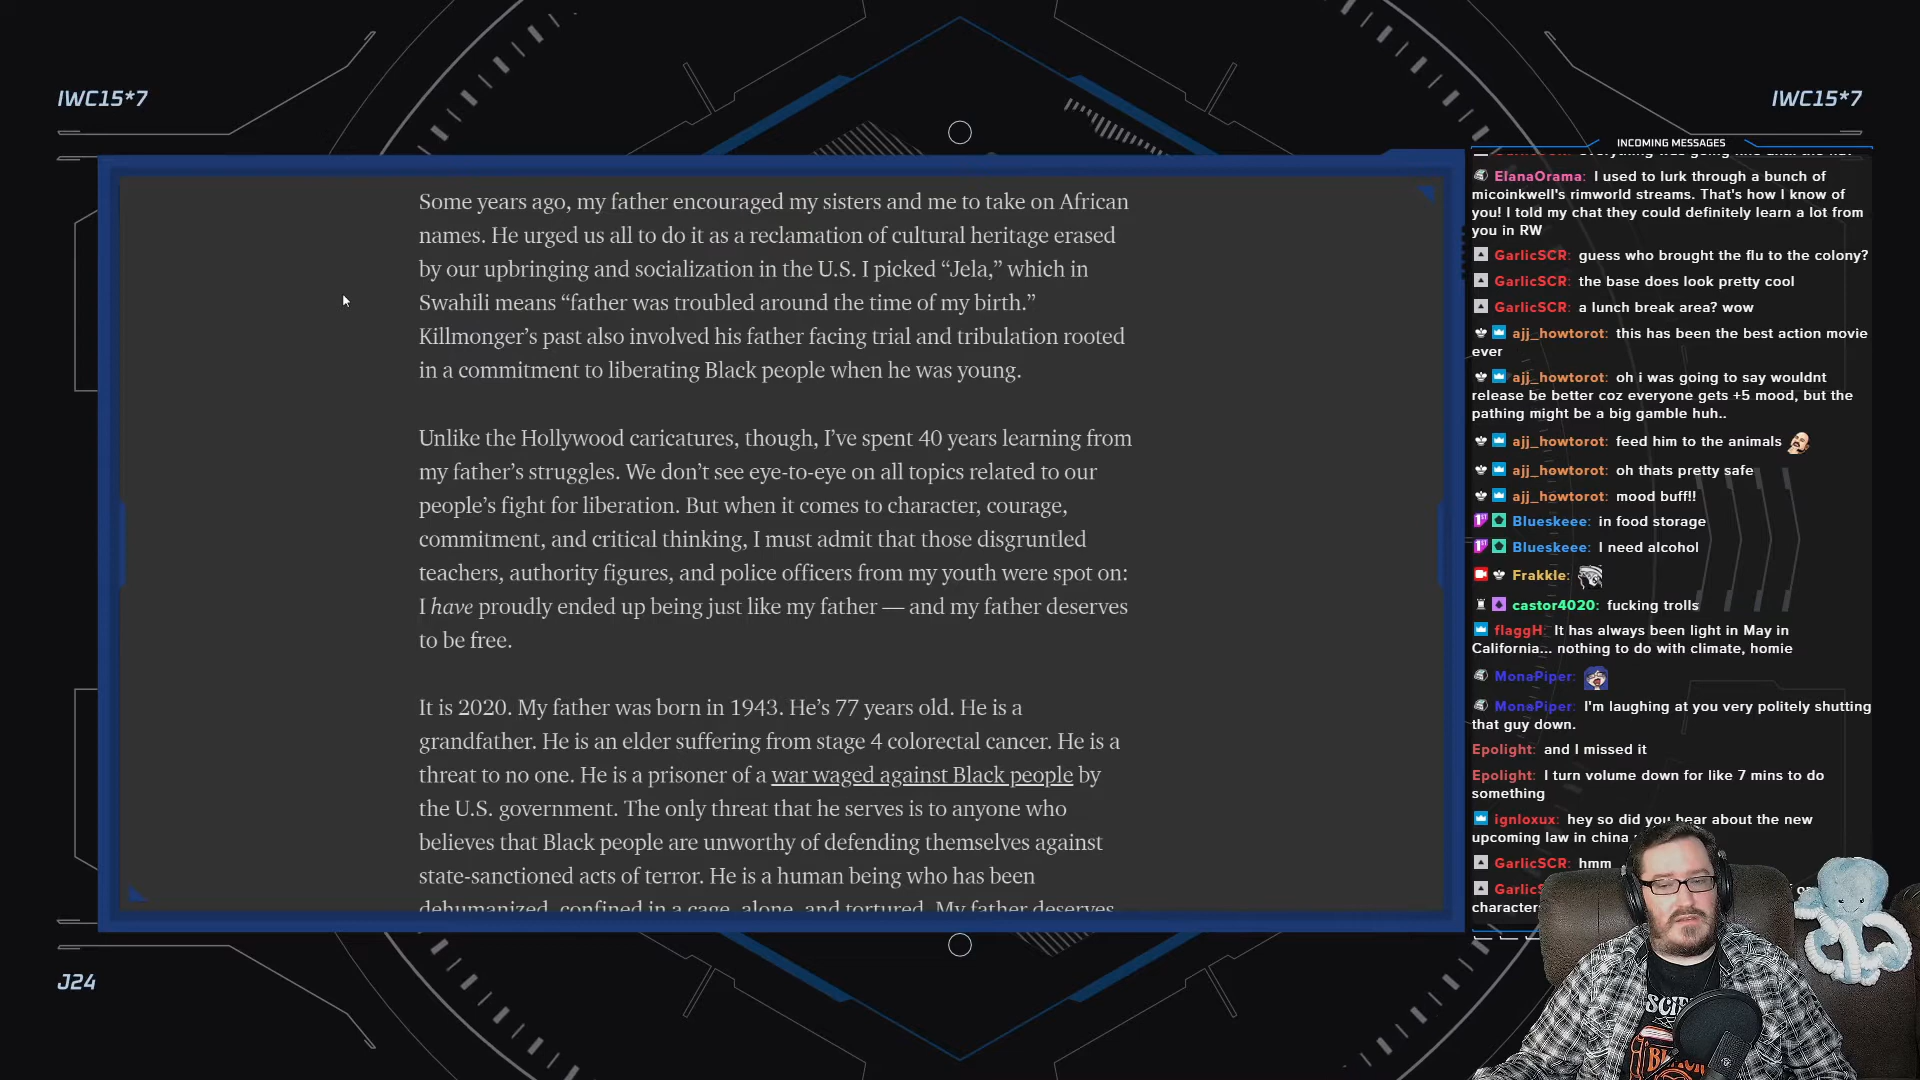 IWC15*7
IWC15*7
Some years ago, my father encouraged my sisters and me to take on African
names. He urged us all to do it as a reclamation of cultural heritage erased
by our upbringing and socialization in the U.S. I picked “Jela,” which in
Swahili means “father was troubled around the time of my birth.”
Killmonger’s past also involved his father facing trial and tribulation rooted
in a commitment to liberating Black people when he was young.
Unlike the Hollywood caricatures, though, I’ve spent 40 years learning from
my father’s struggles. We don’t see eye-to-eye on all topics related to our
people’s fight for liberation. But when it comes to character, courage,
commitment, and critical thinking, I must admit that those disgruntled
teachers, authority figures, and police officers from my youth were spot on:
I have proudly ended up being just like my father — and my father deserves
to be free.
It is 2020. My father was born in 1943. He’s 77 years old. He is a
grandfather. He is an elder suffering from stage 4 colorectal cancer. He is a
threat to no one. He is a prisoner of a war waged against Black people by
the U.S. government. The only threat that he serves is to anyone who
believes that Black people are unworthy of defending themselves against
state-sanctioned acts of terror. He is a human being who has been
dehumanized, confined in a cage, alone, and tortured. My father deserves
J24
INCOMING MESSAGES
ElanaOrama: I used to lurk through a bunch of
micoinkwell's rimworld streams. That's how I know of
you! I told my chat they could definitely learn a lot from
you in RW
GarlicSCR: guess who brought the flu to the colony?
GarlicSCR: the base does look pretty cool
GarlicSCR: a lunch break area? wow
ajj_howtorot: this has been the best action movie
ever
ajj_howtorot: oh i was going to say wouldnt
release be better coz everyone gets +5 mood, but the
pathing might be a big gamble huh..
ajj_howtorot: feed him to the animals
ajj_howtorot: oh thats pretty safe
ajj_howtorot: mood buff!!
Blueskeee: in food storage
Blueskeee: I need alcohol
Frakkle:
castor4020: fucking trolls
flaggH: It has always been light in May in
California... nothing to do with climate, homie
MonaPiper:
MonaPiper: I'm laughing at you very politely shutting
that guy down.
Epolight: and I missed it
Epolight: I turn volume down for like 7 mins to do
something
ignloxux: hey so did you hear about the new
upcoming law in china
GarlicSCR: hmm